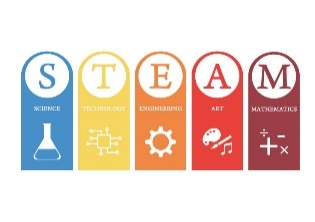 S T E A M
SCIENCE TECHNOLOGY ENGINEERING ART MATHEMATICS